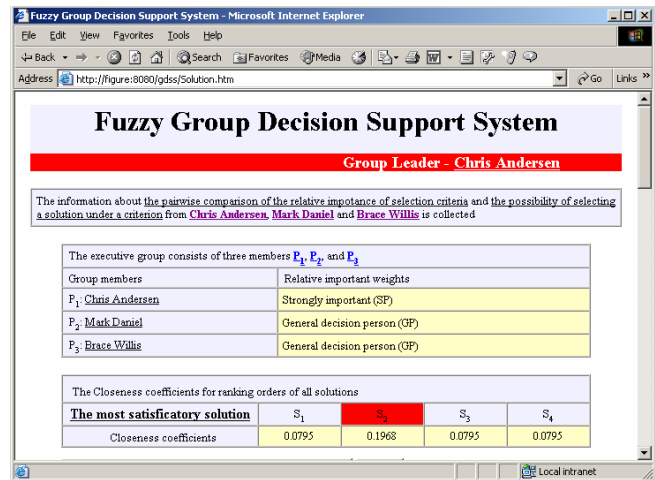 Fuzzy Group Decision Support System - Microsoft Internet Explorer
File Edit View Favorites Tools Help
Back Search Favorites Media
Address http://figure:8080/gdss/Solution.htm Go Links »
Fuzzy Group Decision Support System
Group Leader - Chris Andersen
The information about the pairwise comparison of the relative impotance of selection criteria and the possibility of selecting
a solution under a criterion from Chris Andersen, Mark Daniel and Brace Willis is collected
The executive group consists of three members P1, P2, and P3
Group members Relative important weights
P1: Chris Andersen Strongly important (SP)
P2: Mark Daniel General decision person (GP)
P3: Brace Willis General decision person (GP)
The Closeness coefficients for ranking orders of all solutions
The most satisficatory solution S1 S2 S3 S4
Closeness coefficients 0.0795 0.1968 0.0795 0.0795
Local intranet